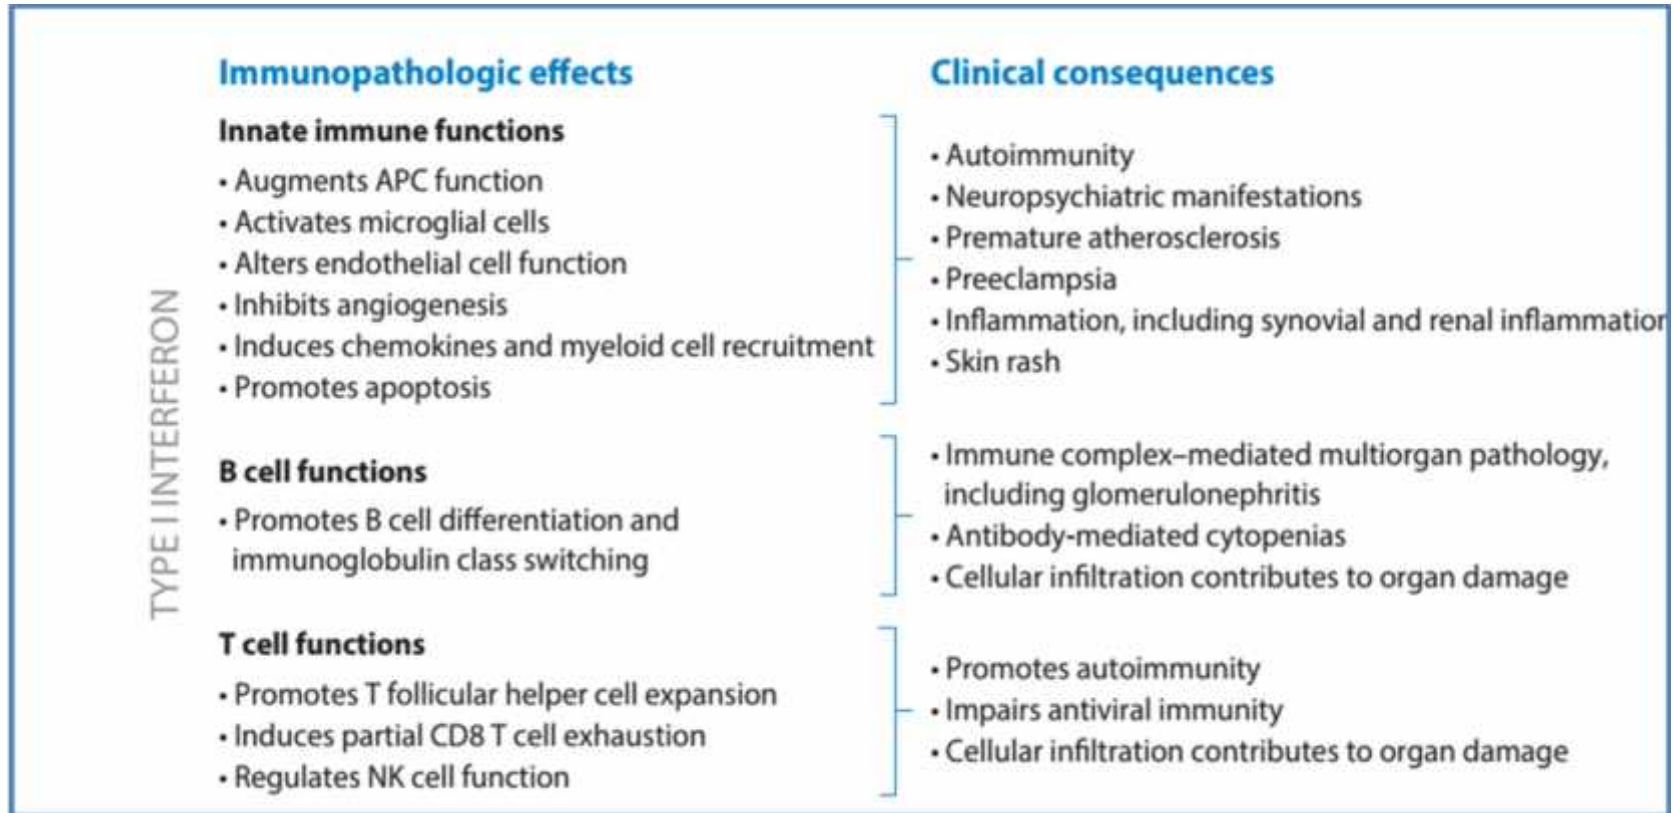 Immunopathologic effects
Innate immune functions
• Augments APC function
• Activates microglial cells
• Alters endothelial cell function
• Inhibits angiogenesis
• Induces chemokines and myeloid cell recruitment
• Promotes apoptosis
B cell functions
• Promotes B cell differentiation and
immunoglobulin class switching
T cell functions
• Promotes T follicular helper cell expansion
• Induces partial CD8 T cell exhaustion
• Regulates NK cell function
Clinical consequences
• Autoimmunity
• Neuropsychiatric manifestations
• Premature atherosclerosis
• Preeclampsia
• Inflammation, including synovial and renal inflammation
• Skin rash
• Immune complex–mediated multiorgan pathology,
including glomerulonephritis
• Antibody-mediated cytopenias
• Cellular infiltration contributes to organ damage
• Promotes autoimmunity
• Impairs antiviral immunity
• Cellular infiltration contributes to organ damage
TYPE I INTERFERON